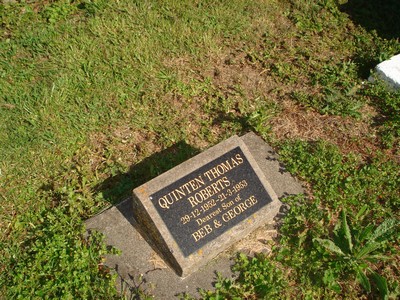 QUINTEN THOMAS
ROBERTS
29-12-1952-21-3-1953
Dearest Son of
BEB & GEORGE